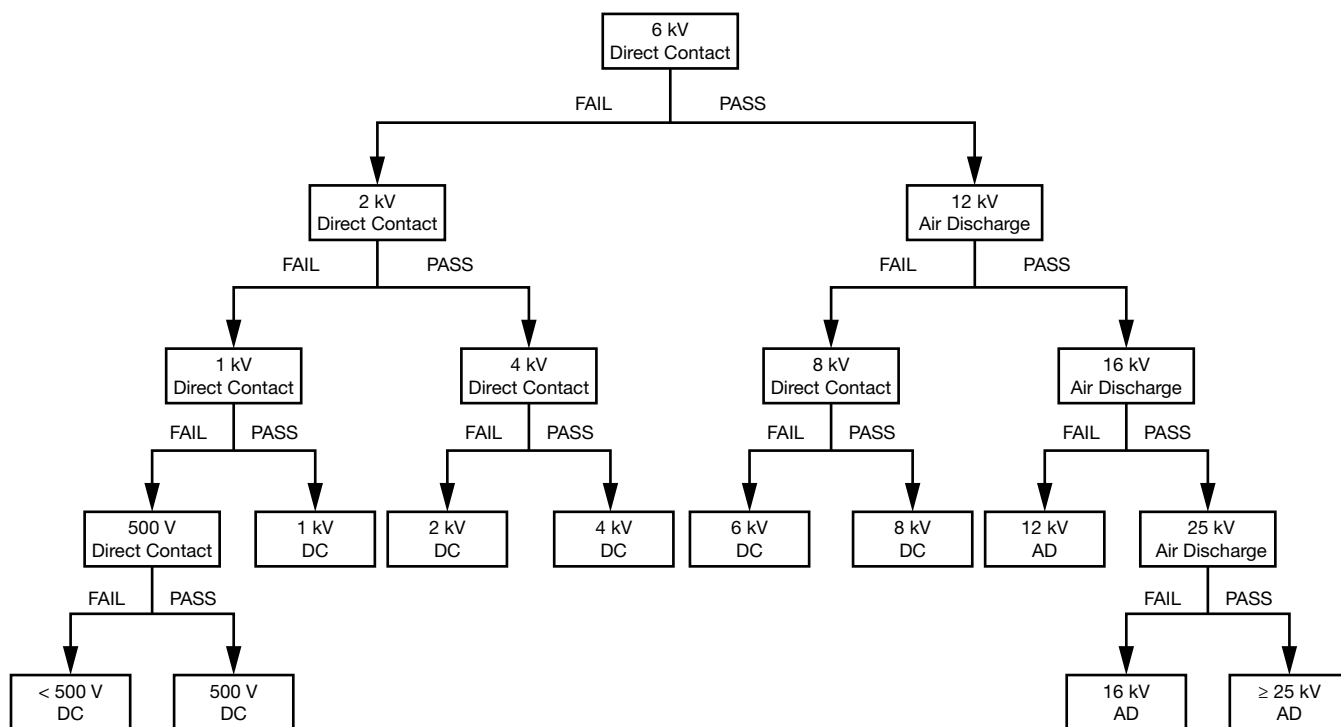 6 kV
Direct Contact
FAIL
PASS
2 kV
Direct Contact
12 kV
Air Discharge
FAIL
PASS
FAIL
PASS
1 kV
Direct Contact
4 kV
Direct Contact
8 kV
Direct Contact
16 kV
Air Discharge
FAIL
PASS
FAIL
PASS
FAIL
PASS
FAIL
PASS
500 V
Direct Contact
1 kV
DC
2 kV
DC
4 kV
DC
6 kV
DC
8 kV
DC
12 kV
AD
25 kV
Air Discharge
FAIL
PASS
FAIL
PASS
< 500 V
DC
500 V
DC
16 kV
AD
≥ 25 kV
AD